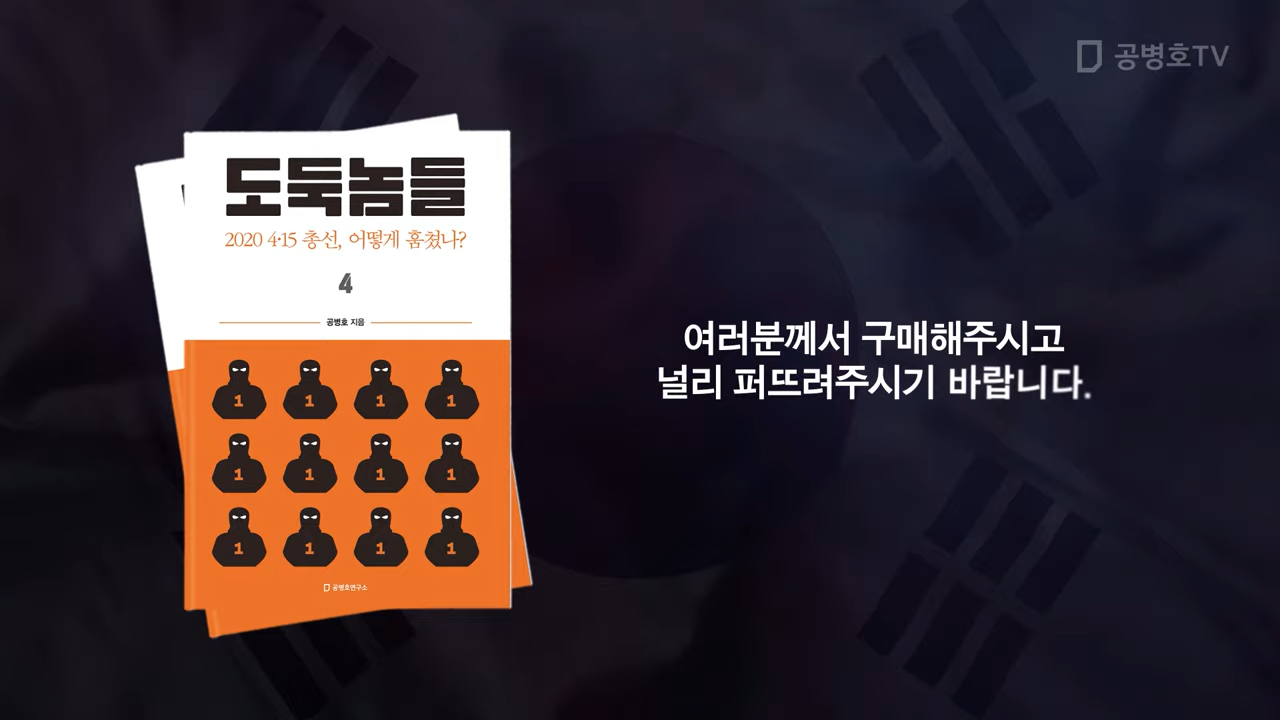 공병호TV
도둑놈들
2020 4·15 총선, 어떻게 훔쳤나?
4
공병호 지음
1 1 1 1
1 1 1 1
1 1 1 1
공병호연구소
여러분께서 구매해주시고
널리 퍼뜨려주시기 바랍니다.